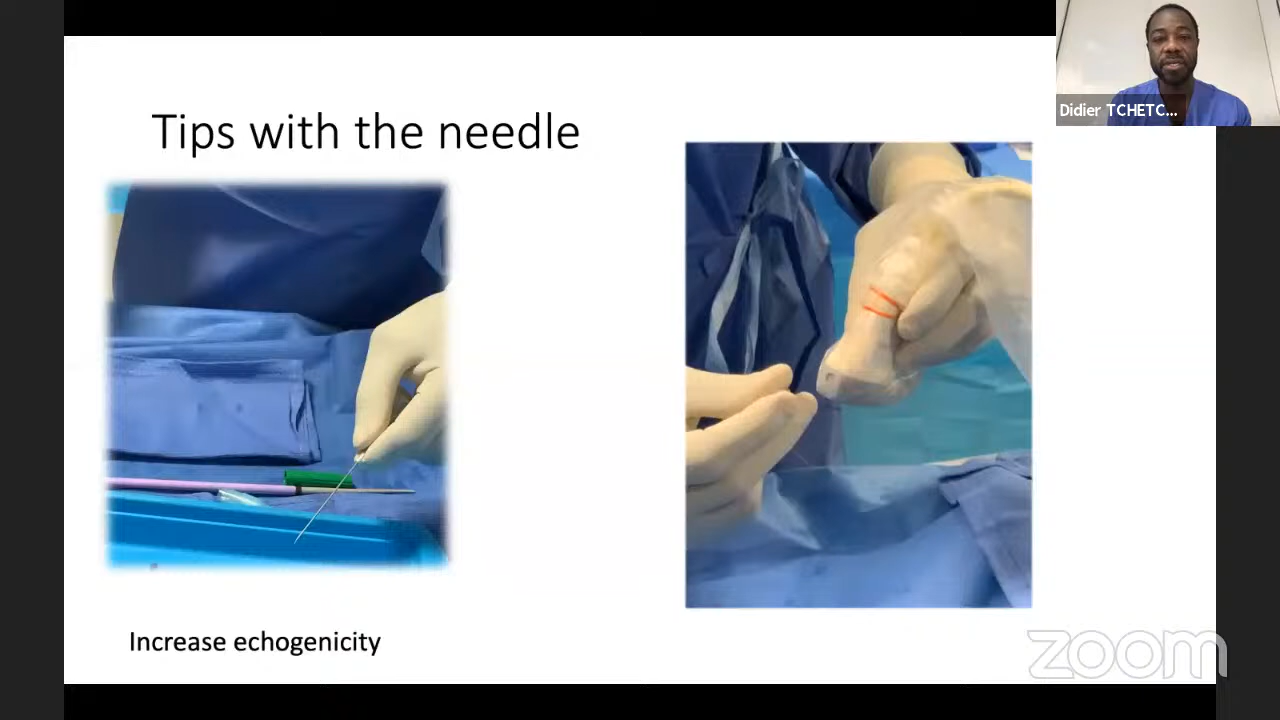 Didier TCHETC...
Tips with the needle
Increase echogenicity
zoom